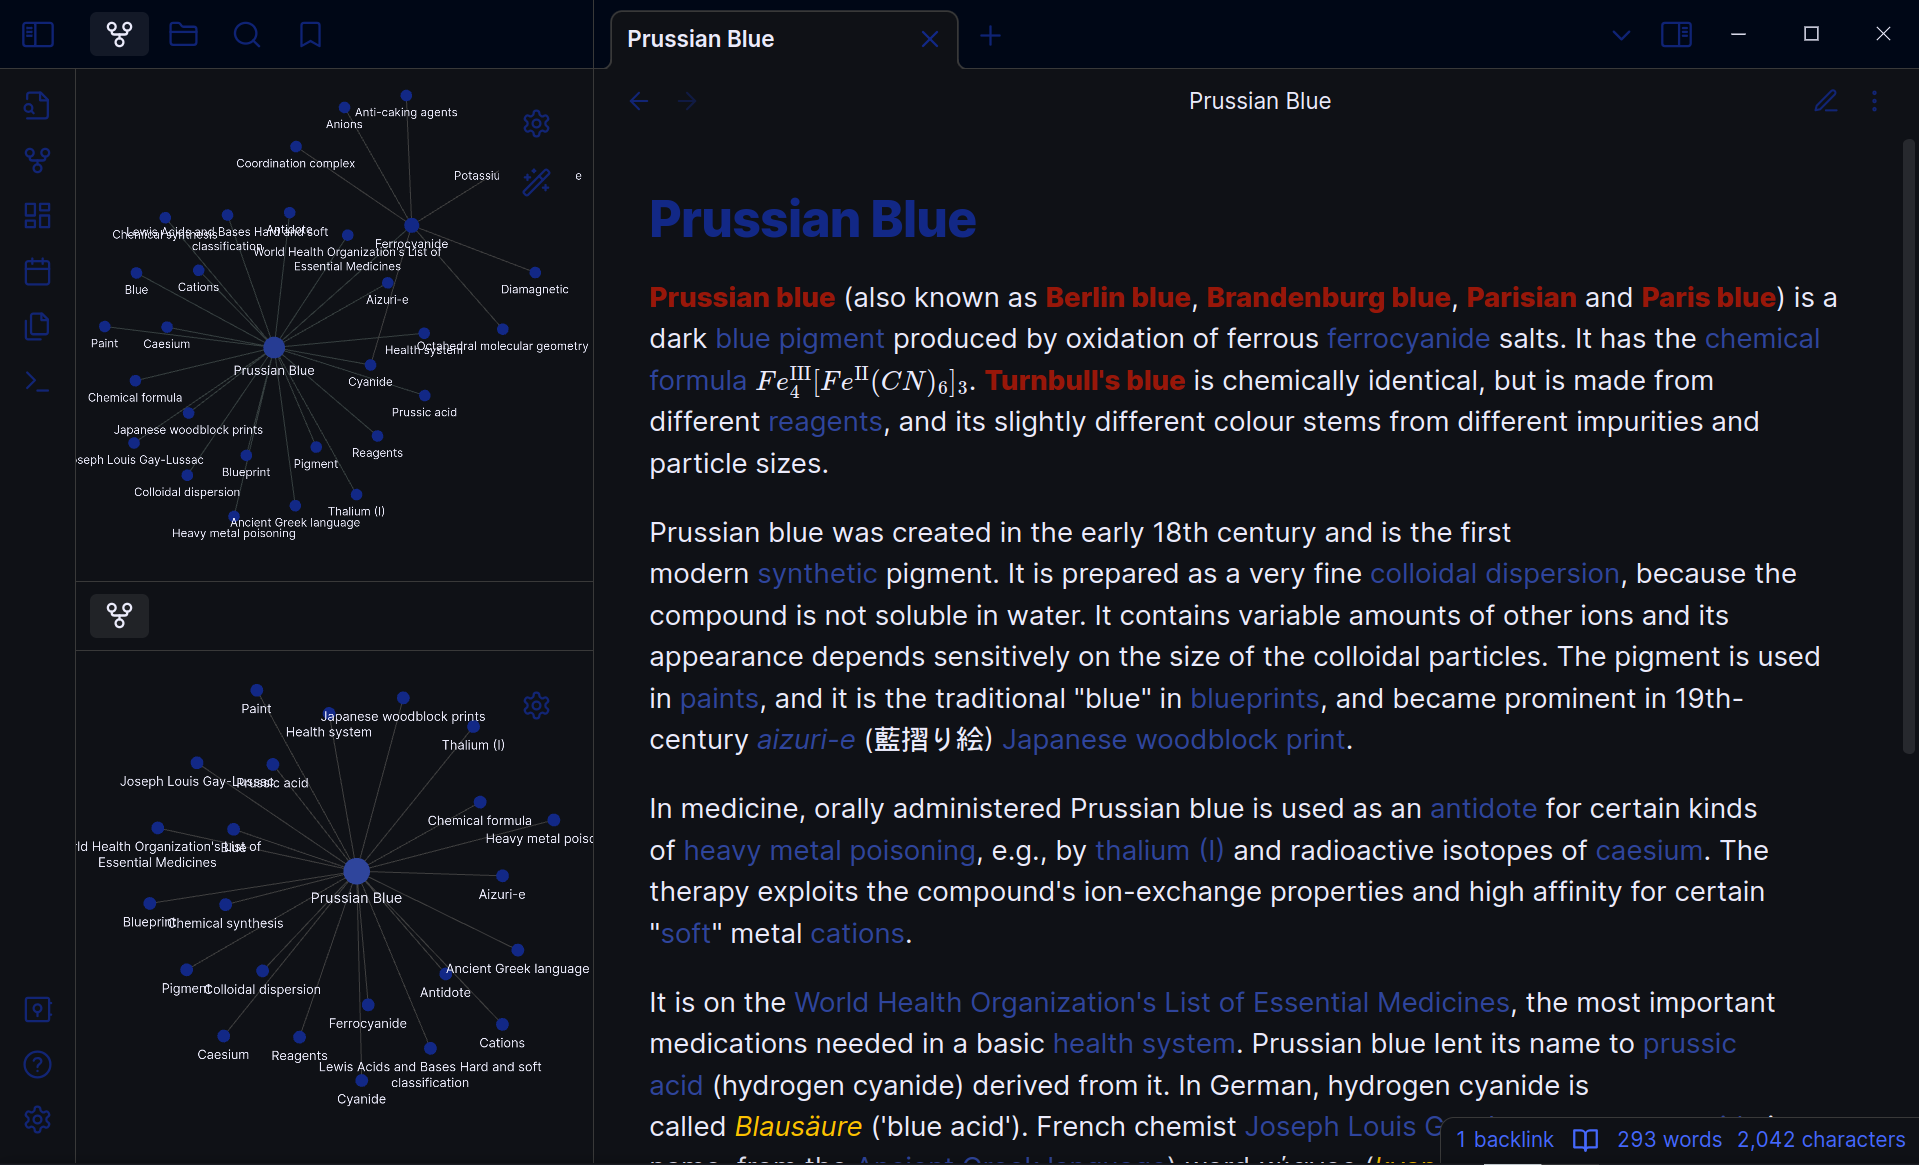 Prussian Blue
Prussian Blue
Anti-caking agents
Anions
Coordination complex
Potassiu
e
Lewis Acids and Bases Hard and soft
classification
Chemical synthesis
Antidote
Ferrocyanide
World Health Organization's List of
Essential Medicines
Blue
Cations
Aizuri-e
Diamagnetic
Paint
Caesium
Health system
Octahedral molecular geometry
Prussian Blue
Cyanide
Chemical formula
Prussic acid
Japanese woodblock prints
Reagents
seph Louis Gay-Lussac
Blueprint
Pigment
Colloidal dispersion
Thalium (I)
Ancient Greek language
Heavy metal poisoning
Paint
Japanese woodblock prints
Health system
Thalium (I)
Joseph Louis Gay-Lussac
Prussic acid
Chemical formula
Heavy metal poisc
ld Health Organization's List of
Essential Medicines
Blue
Aizuri-e
Prussian Blue
Blueprint
Chemical synthesis
Ancient Greek language
Pigment
Colloidal dispersion
Antidote
Ferrocyanide
Cations
Caesium
Reagents
Lewis Acids and Bases Hard and soft
classification
Cyanide
Prussian Blue
Prussian blue (also known as Berlin blue, Brandenburg blue, Parisian and Paris blue) is a
dark blue pigment produced by oxidation of ferrous ferrocyanide salts. It has the chemical
formula Fe₄ᴵᴵᴵ[Feᴵᴵ(CN)₆]₃. Turnbull's blue is chemically identical, but is made from
different reagents, and its slightly different colour stems from different impurities and
particle sizes.
Prussian blue was created in the early 18th century and is the first
modern synthetic pigment. It is prepared as a very fine colloidal dispersion, because the
compound is not soluble in water. It contains variable amounts of other ions and its
appearance depends sensitively on the size of the colloidal particles. The pigment is used
in paints, and it is the traditional "blue" in blueprints, and became prominent in 19th-
century aizuri-e (藍摺り絵) Japanese woodblock print.
In medicine, orally administered Prussian blue is used as an antidote for certain kinds
of heavy metal poisoning, e.g., by thalium (I) and radioactive isotopes of caesium. The
therapy exploits the compound's ion-exchange properties and high affinity for certain
"soft" metal cations.
It is on the World Health Organization's List of Essential Medicines, the most important
medications needed in a basic health system. Prussian blue lent its name to prussic
acid (hydrogen cyanide) derived from it. In German, hydrogen cyanide is
called Blausäure ('blue acid'). French chemist Joseph Louis G
name, from the Ancient Greek language) word
1 backlink 293 words 2,042 characters